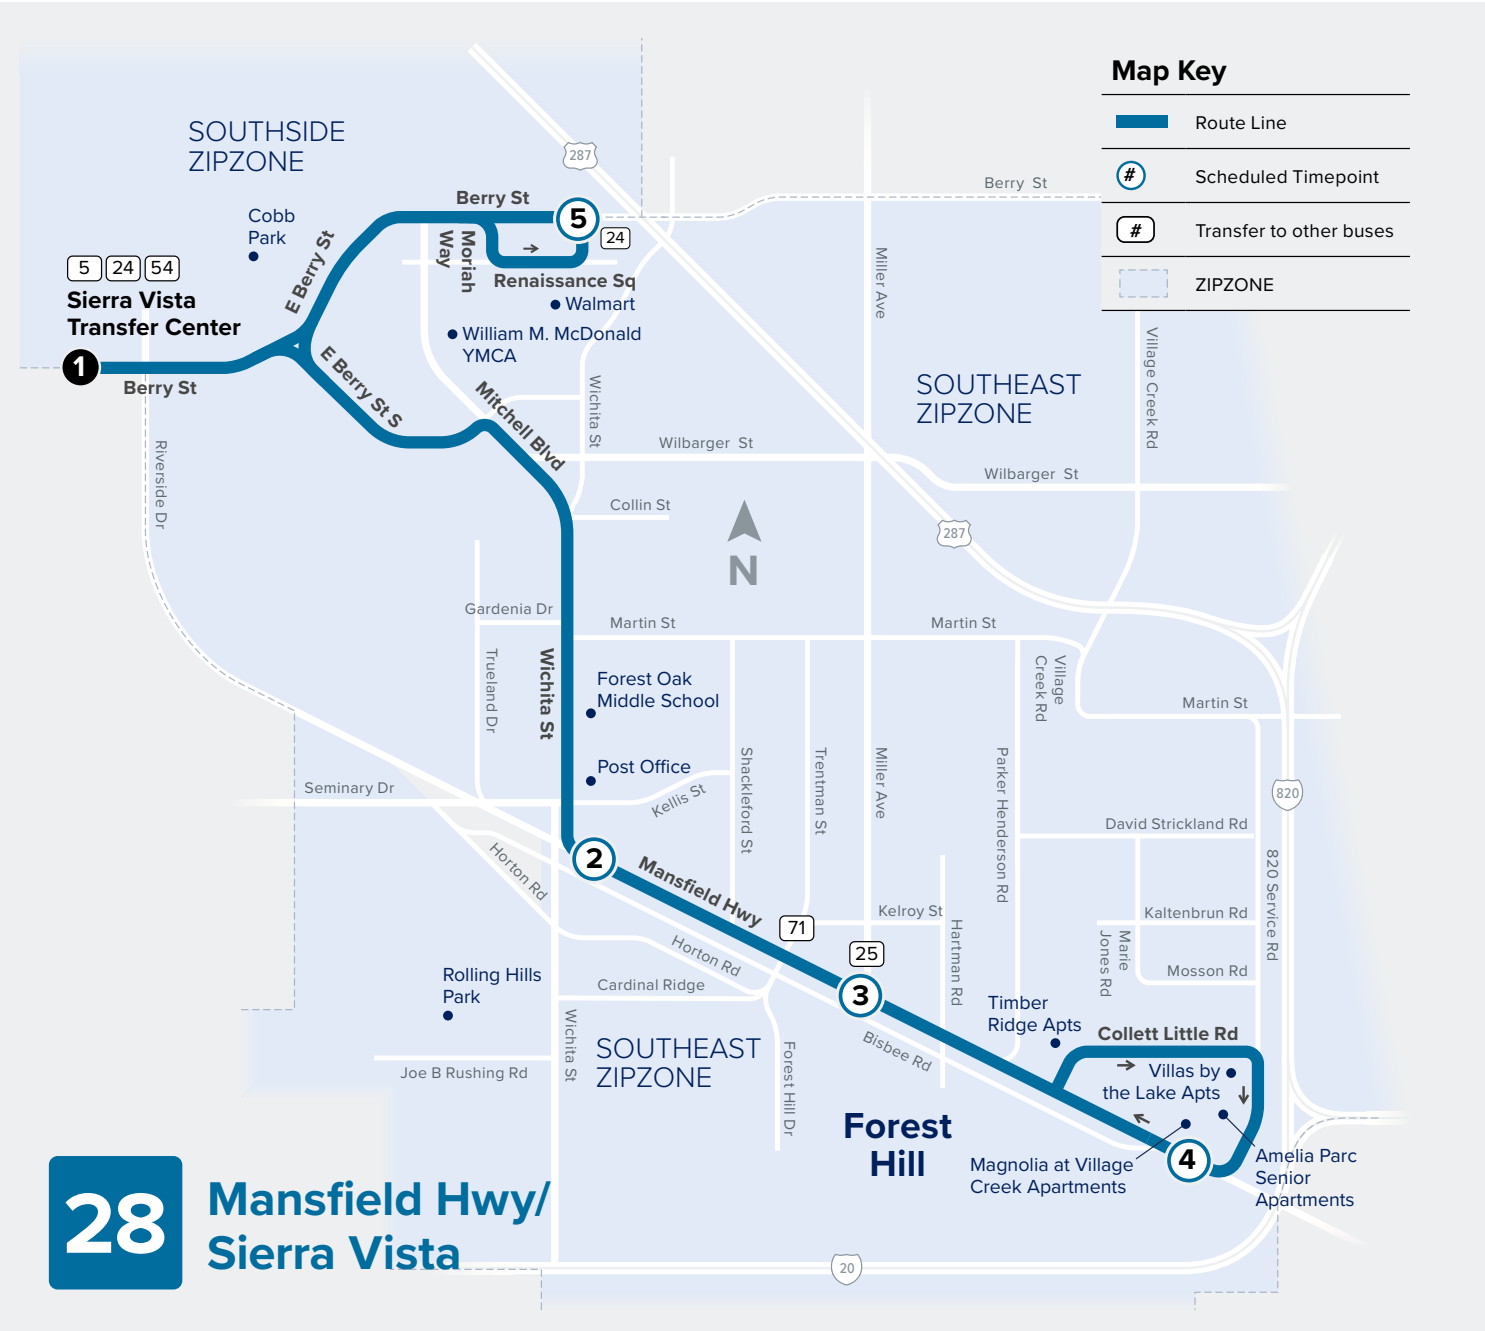 Map Key
Route Line
# Scheduled Timepoint
# Transfer to other buses
ZIPZONE
SOUTHSIDE
ZIPZONE
287
Berry St
Berry St
5
24
Cobb
Park
E Berry St
Moriah
Way
Renaissance Sq
Walmart
William M. McDonald
YMCA
5 24 54
Sierra Vista
Transfer Center
1
Berry St
E Berry St S
Mitchell Blvd
Wichita St
Miller Ave
Village Creek Rd
SOUTHEAST
ZIPZONE
Riverside Dr
Wilbarger St
Wilbarger St
Collin St
287
N
Gardenia Dr
Martin St
Martin St
Trueland Dr
Wichita St
Forest Oak
Middle School
Village
Creek Rd
Martin St
Post Office
Seminary Dr
Kellis St
Shackleford St
Trentman St
Miller Ave
Parker Henderson Rd
820
David Strickland Rd
820 Service Rd
Horton Rd
2
Mansfield Hwy
71
Kelroy St
Kaltenbrun Rd
25
Hartman Rd
Marie
Jones Rd
Horton Rd
Mosson Rd
Rolling Hills
Park
Cardinal Ridge
3
Timber
Ridge Apts
Wichita St
SOUTHEAST
ZIPZONE
Forest Hill Dr
Bisbee Rd
Collett Little Rd
Joe B Rushing Rd
Villas by
the Lake Apts
Forest
Hill
Magnolia at Village
Creek Apartments
4
Amelia Parc
Senior
Apartments
28
Mansfield Hwy/
Sierra Vista
20